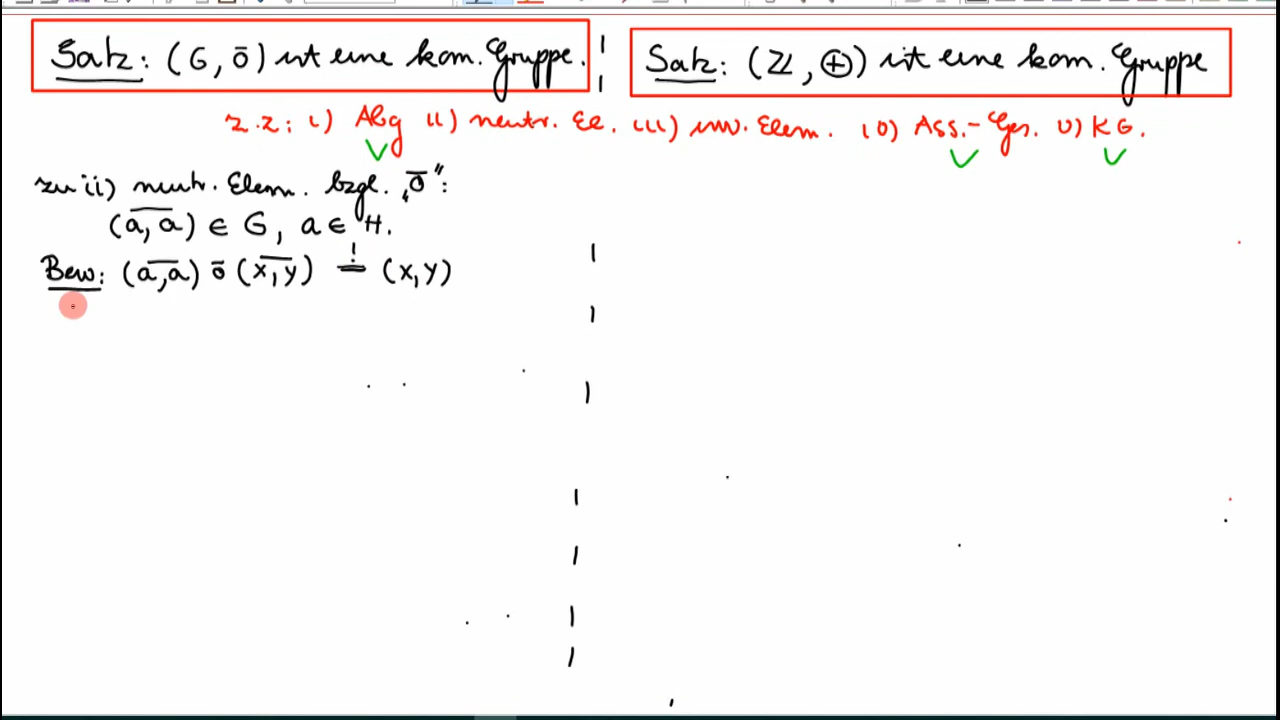 Satz: (G, ō) ist eine kom. Gruppe.
Satz: (ℤ, ⊕) ist eine kom. Gruppe
z.z: i) Abg ii) neutr. El. iii) inv. Elem. iv) Ass.-Ges. v) KG.
zu ii) neutr. Elem. bzgl. „ō":
(a̅,̅ ̅a̅) ∈ G, a ∈ H.
Bew: (a̅,̅a̅) ō (x̅,̅y̅) =! (x,y)